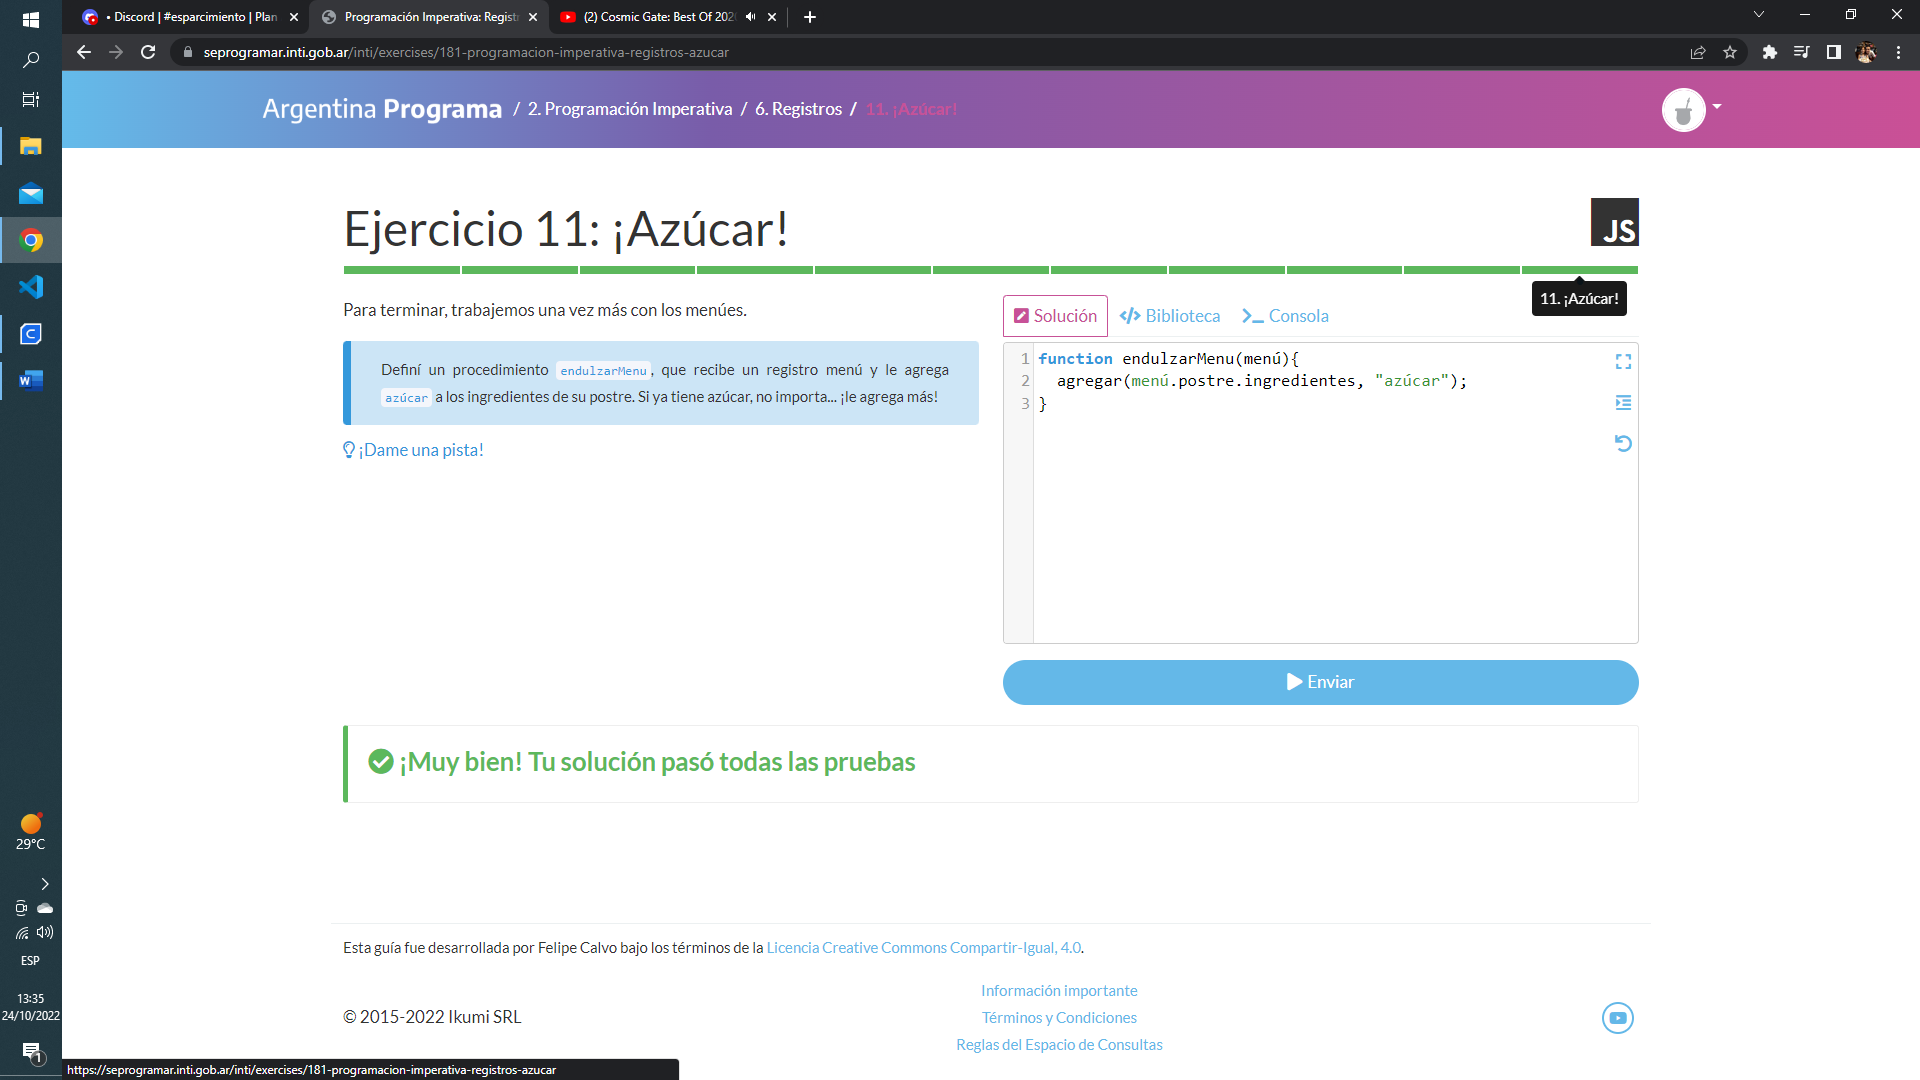 • Discord | #esparcimiento | Plan
Programación Imperativa: Registr
(2) Cosmic Gate: Best Of 202
seprogramar.inti.gob.ar/inti/exercises/181-programacion-imperativa-registros-azucar
Argentina Programa / 2. Programación Imperativa / 6. Registros / 11. ¡Azúcar!
Ejercicio 11: ¡Azúcar!
JS
11. ¡Azúcar!
Para terminar, trabajemos una vez más con los menúes.
Definí un procedimiento endulzarMenu, que recibe un registro menú y le agrega
azúcar a los ingredientes de su postre. Si ya tiene azúcar, no importa... ¡le agrega más!
¡Dame una pista!
Solución
Biblioteca
Consola
1 function endulzarMenu(menú){
2 agregar(menú.postre.ingredientes, "azúcar");
3 }
Enviar
¡Muy bien! Tu solución pasó todas las pruebas
Esta guía fue desarrollada por Felipe Calvo bajo los términos de la Licencia Creative Commons Compartir-Igual, 4.0.
© 2015-2022 Ikumi SRL
Información importante
Términos y Condiciones
Reglas del Espacio de Consultas
29°C
ESP
13:35
24/10/2022
1
https://seprogramar.inti.gob.ar/inti/exercises/181-programacion-imperativa-registros-azucar